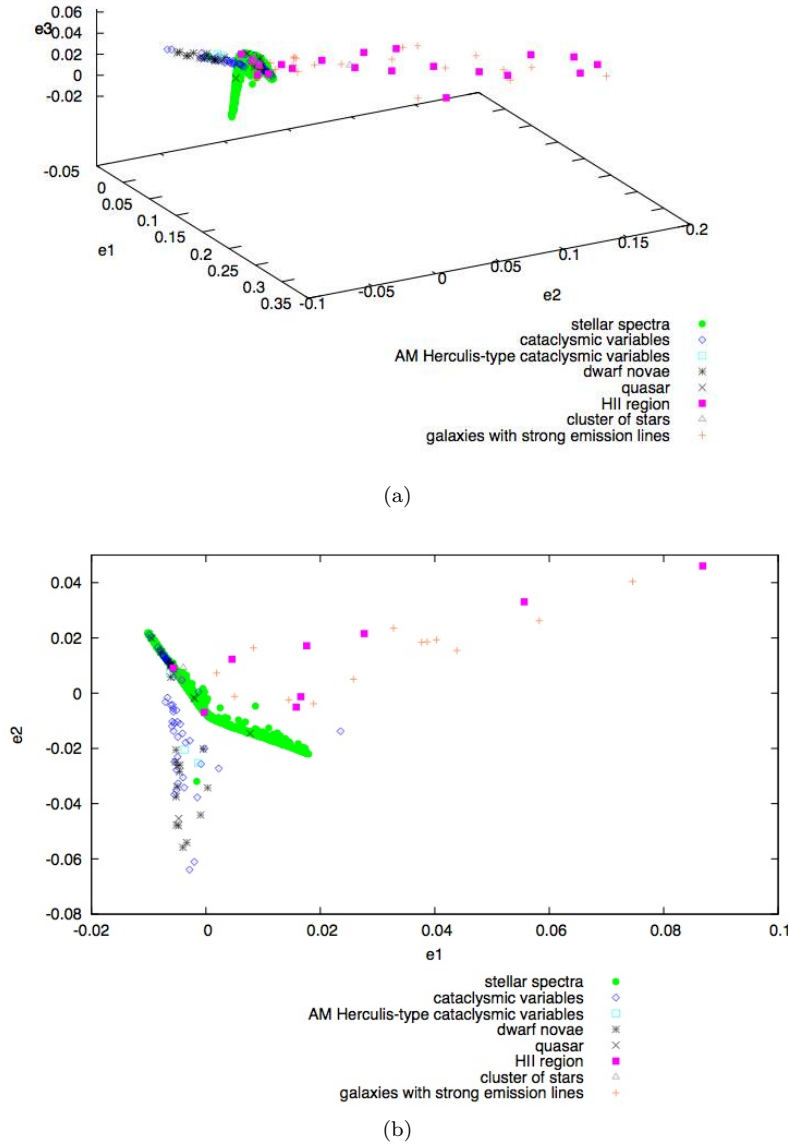 0.06
e3
0.04
0.02
0
-0.02
-0.05
0
0.05
0.1
0.15
0.2
0.25
0.3
0.35
e1
-0.1
-0.05
0
0.05
0.1
0.15
0.2
e2
stellar spectra
cataclysmic variables
AM Herculis-type cataclysmic variables
dwarf novae
quasar
HII region
cluster of stars
galaxies with strong emission lines
(a)
0.04
0.02
0
-0.02
-0.04
-0.06
-0.08
e2
-0.02
0
0.02
0.04
0.06
0.08
0.1
e1
stellar spectra
cataclysmic variables
AM Herculis-type cataclysmic variables
dwarf novae
quasar
HII region
cluster of stars
galaxies with strong emission lines
(b)